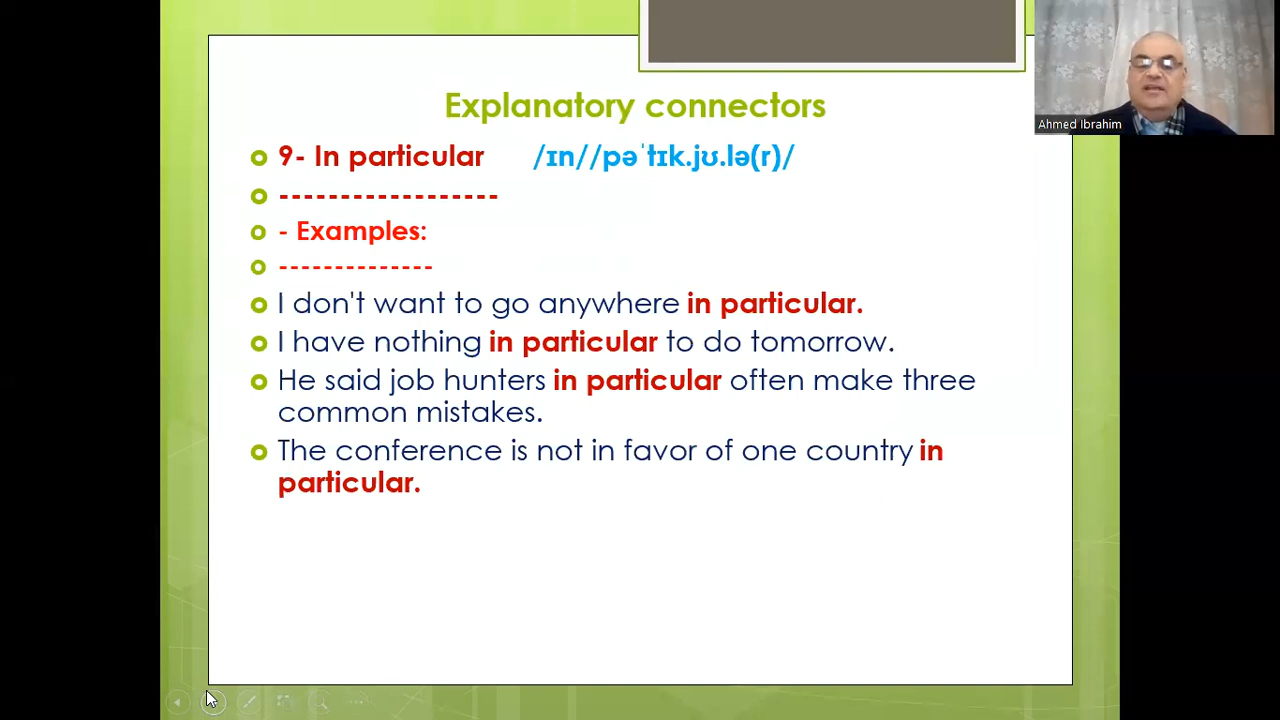 Explanatory connectors
9- In particular /ɪn//pəˈtɪk.jʊ.lə(r)/
------------------
- Examples:
--------------
I don't want to go anywhere in particular.
I have nothing in particular to do tomorrow.
He said job hunters in particular often make three
common mistakes.
The conference is not in favor of one country in
particular.
Ahmed Ibrahim